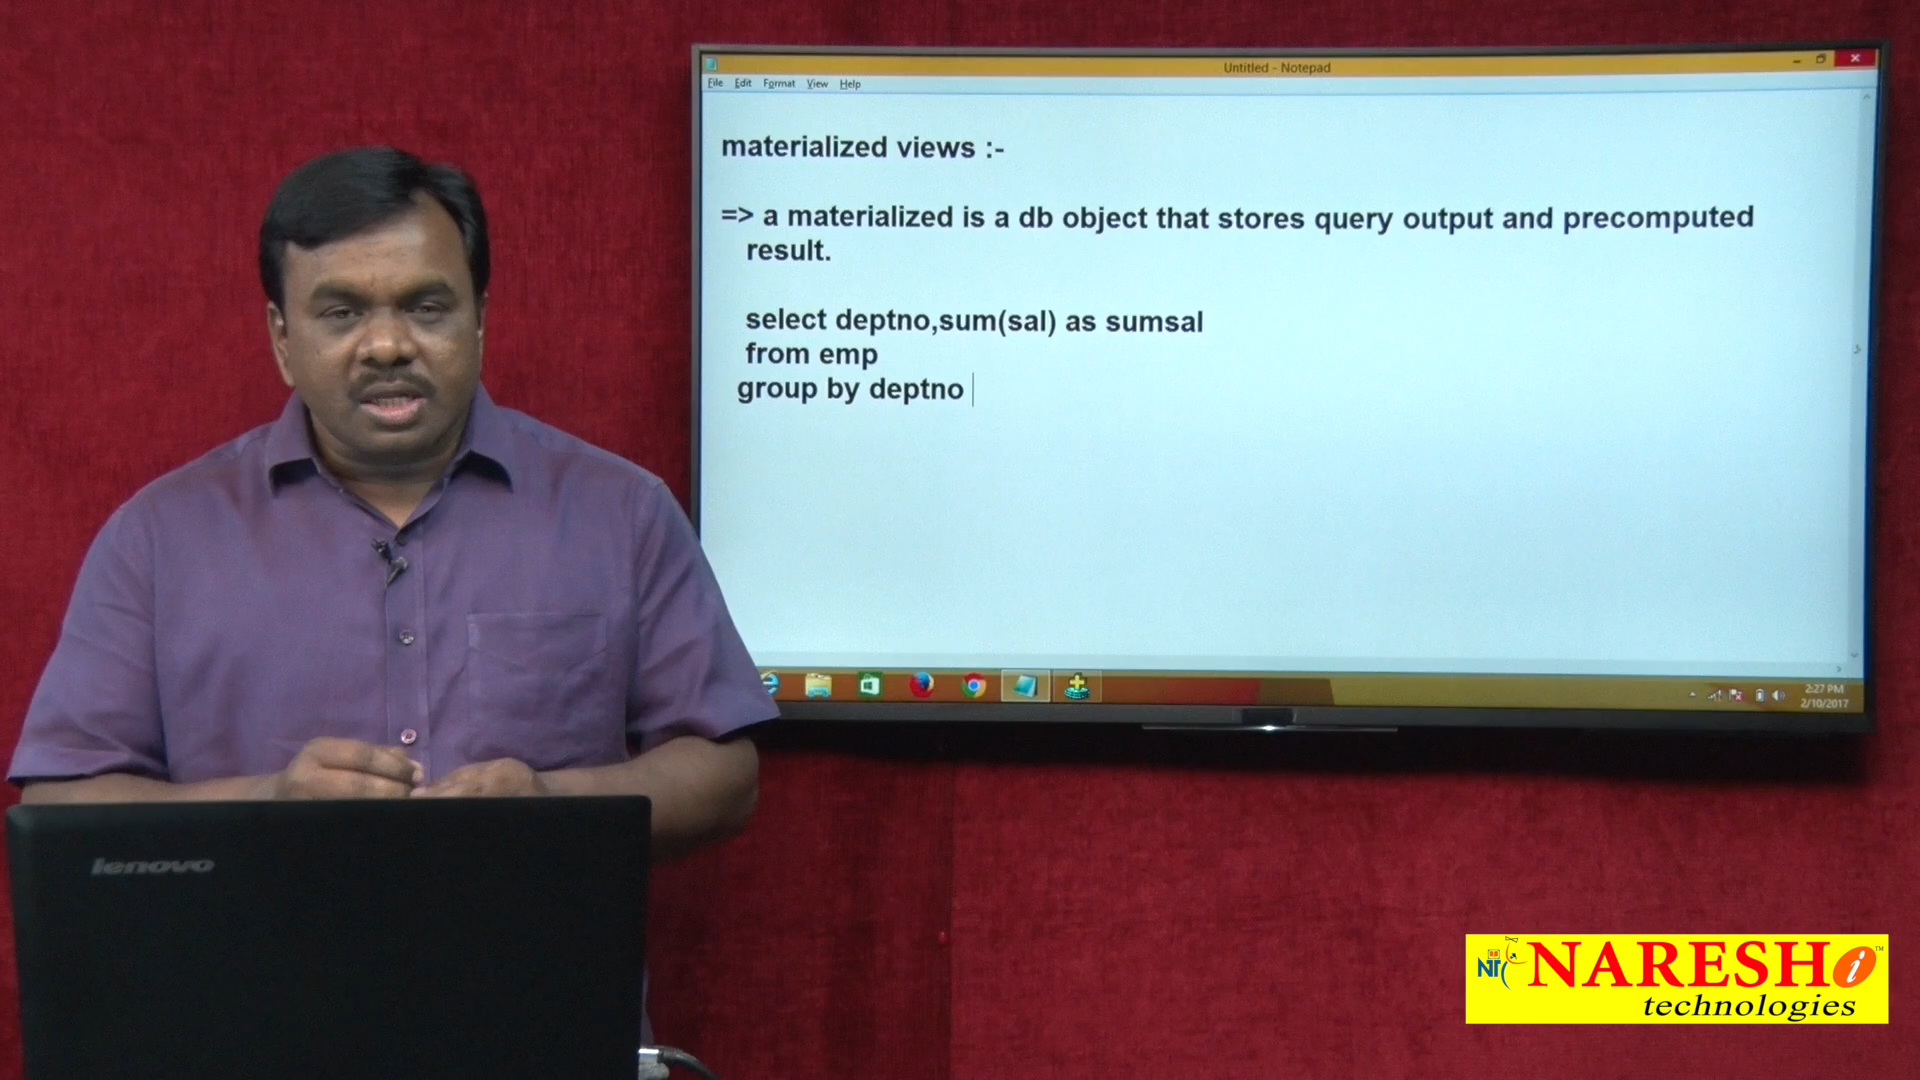 Untitled - Notepad
File Edit Format View Help
materialized views :-
=> a materialized is a db object that stores query output and precomputed
result.
select deptno,sum(sal) as sumsal
from emp
group by deptno
2:27 PM
2/10/2017
lenovo
NT
NARESH i ™
technologies